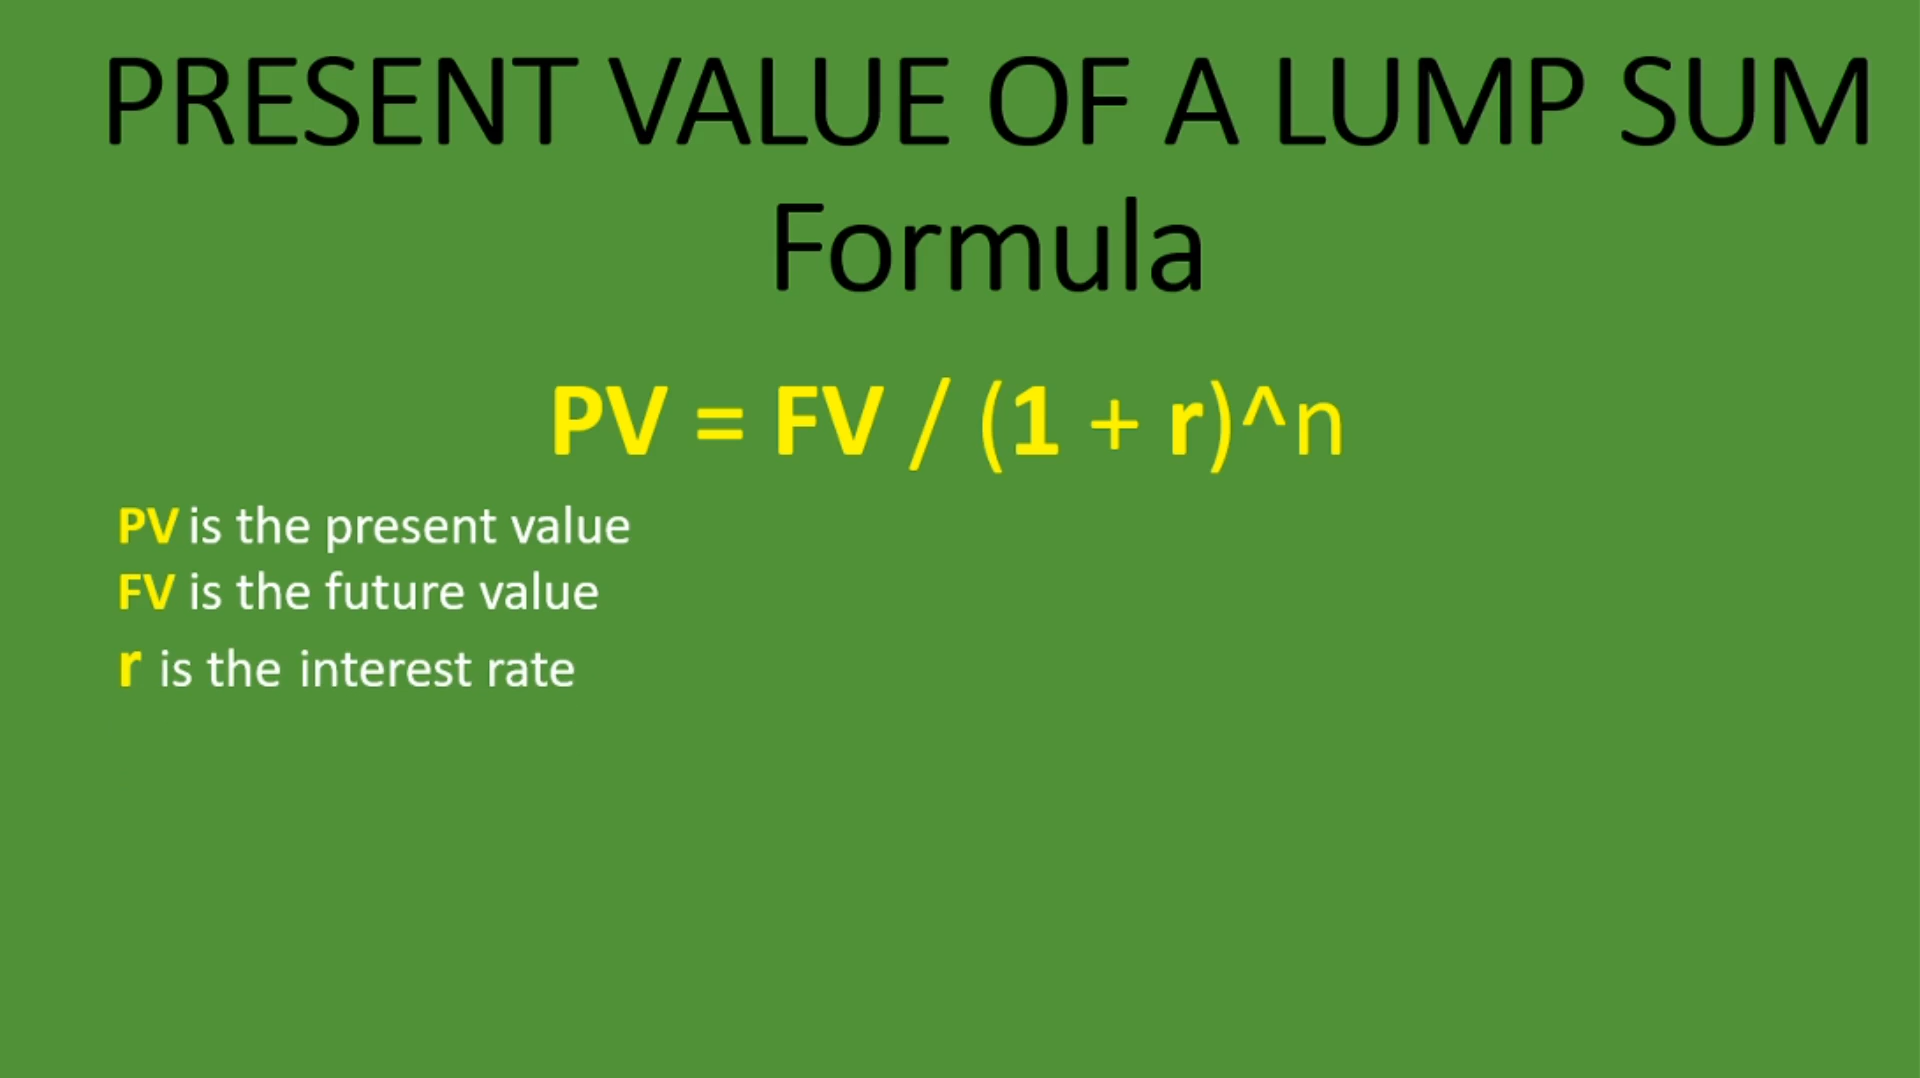 PRESENT VALUE OF A LUMP SUM
Formula
PV = FV / (1 + r)^n
PV is the present value
FV is the future value
r is the interest rate